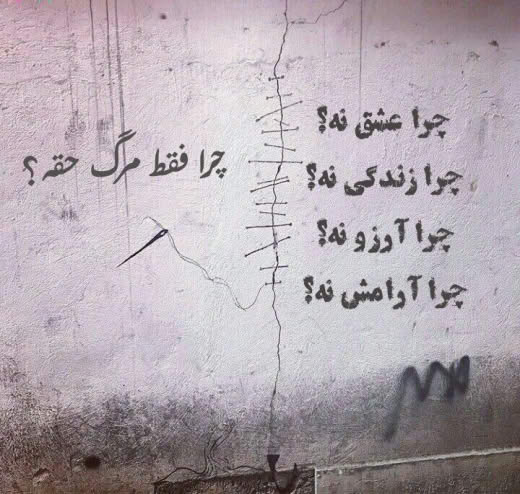 چرا فقط مرگ حقه؟
چرا عشق نه؟
چرا زندگی نه؟
چرا آرزو نه؟
چرا آرامش نه؟